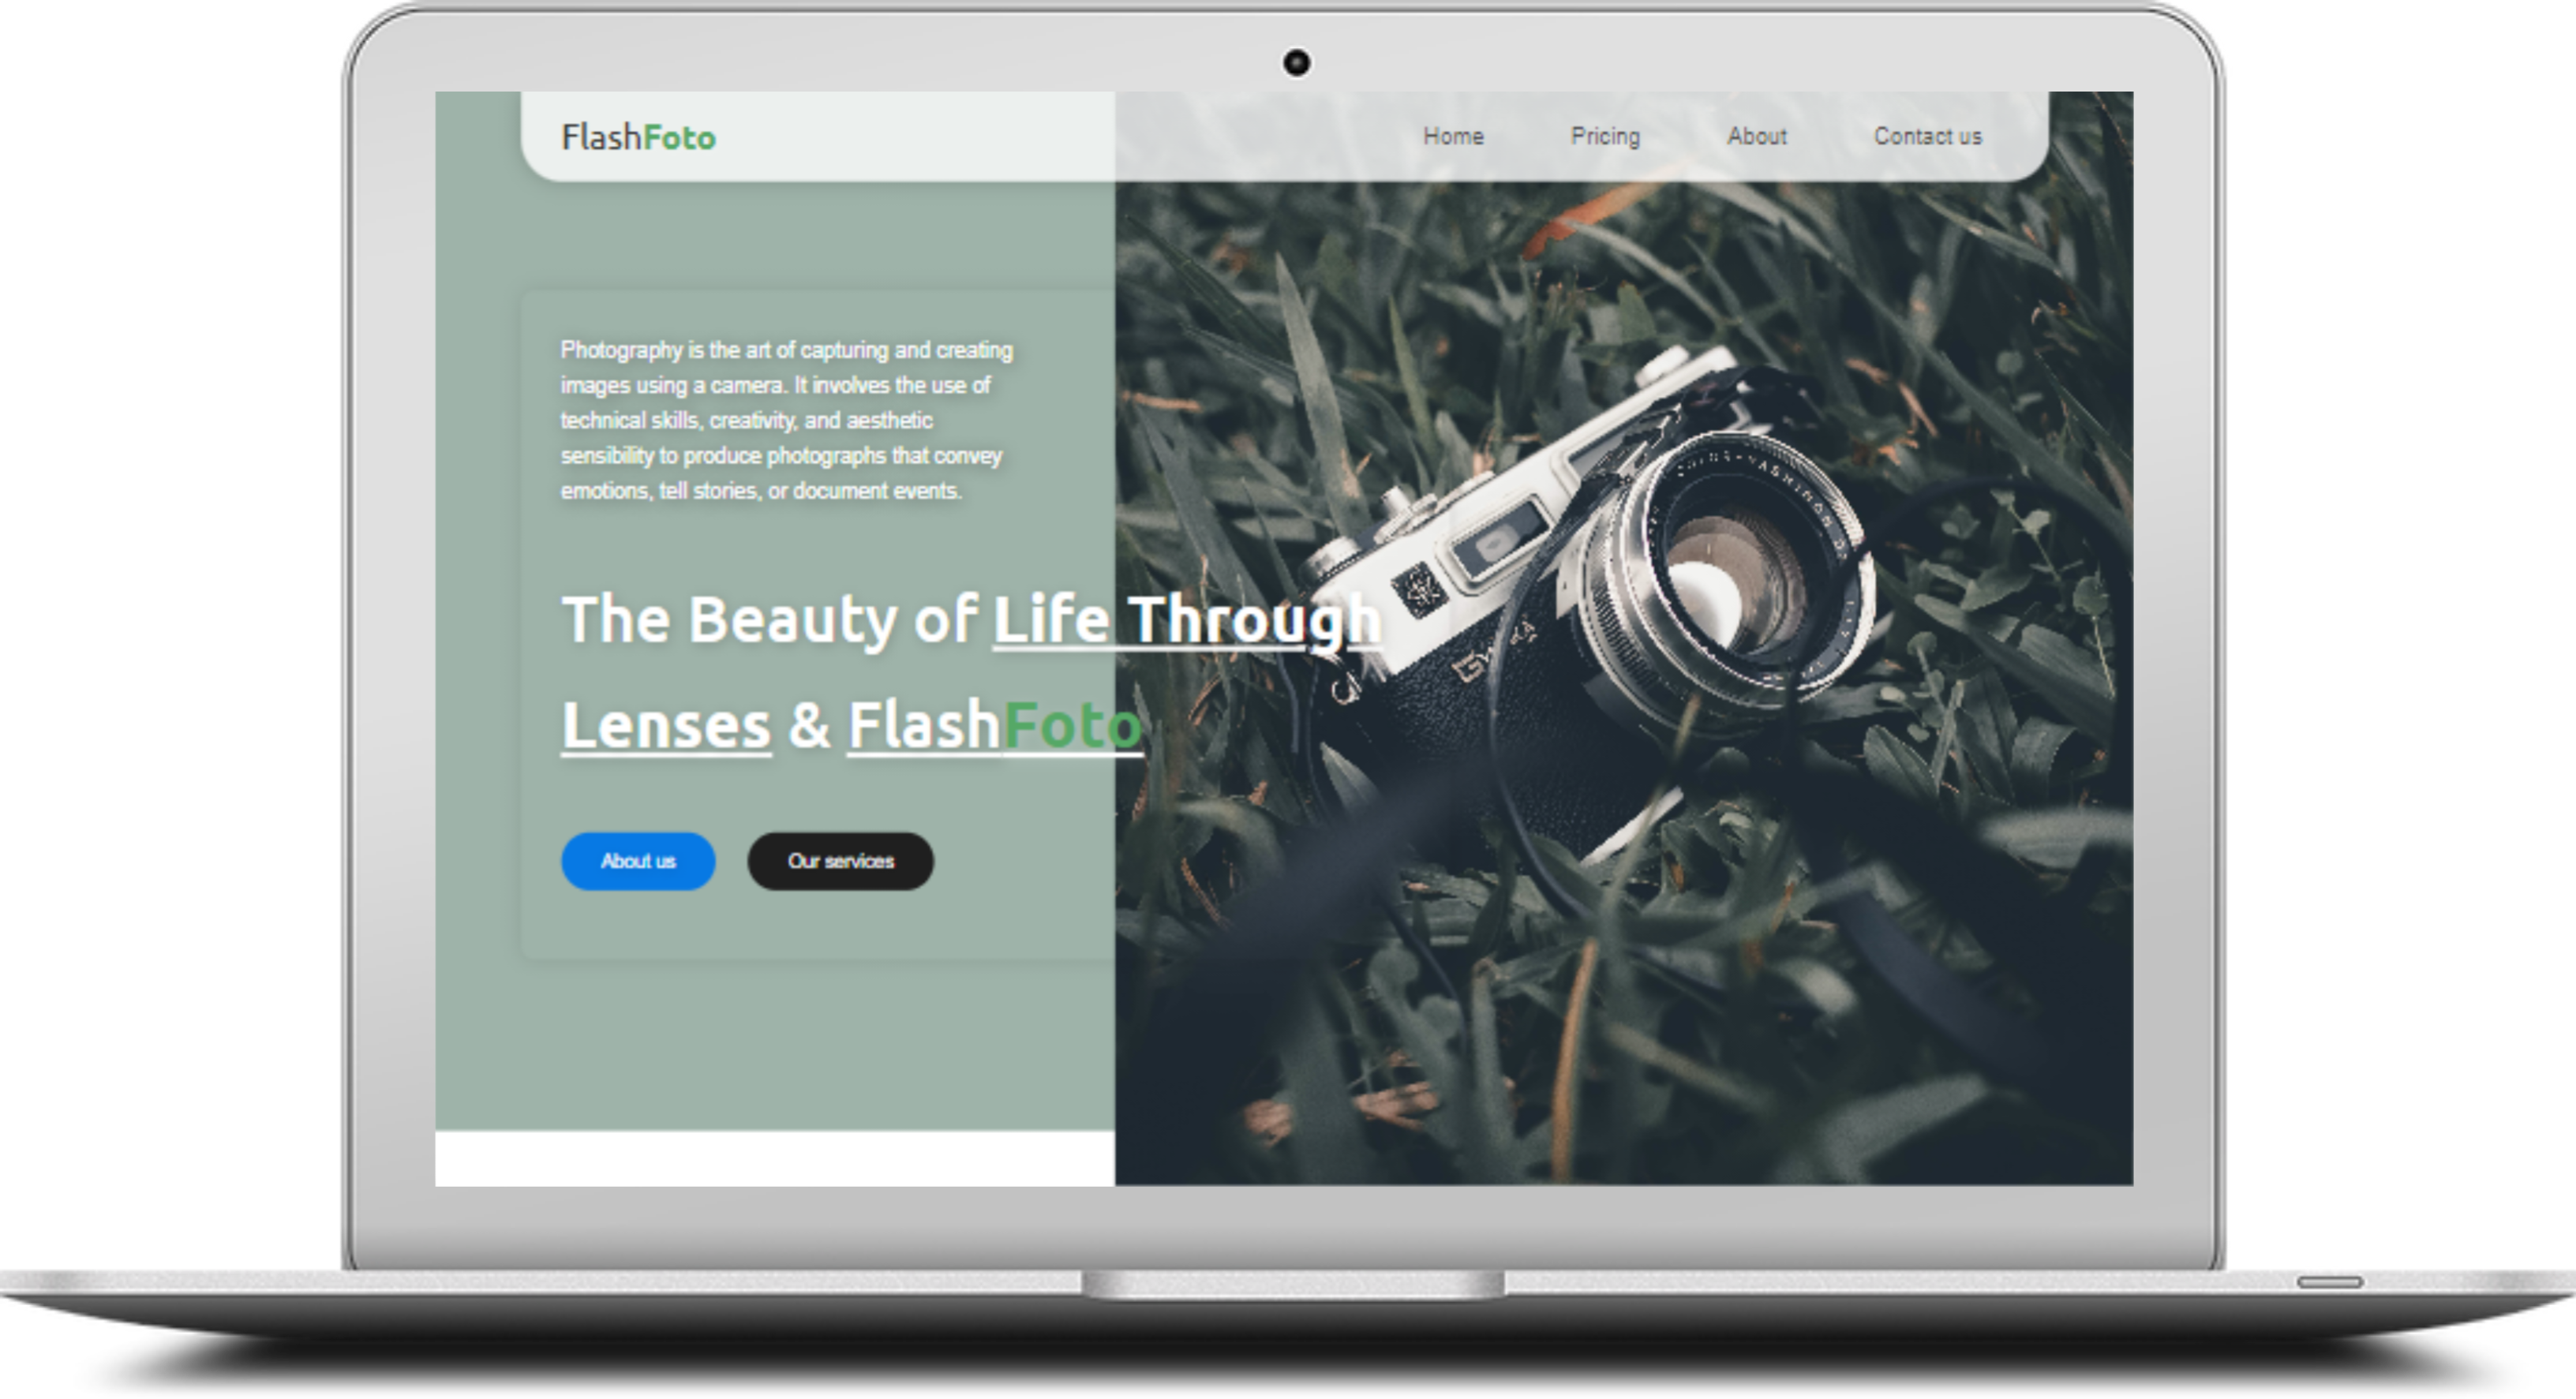 FlashFoto
Home Pricing About Contact us
Photography is the art of capturing and creating
images using a camera. It involves the use of
technical skills, creativity, and aesthetic
sensibility to produce photographs that convey
emotions, tell stories, or document events.
The Beauty of Life Through
Lenses & FlashFoto
About us Our services